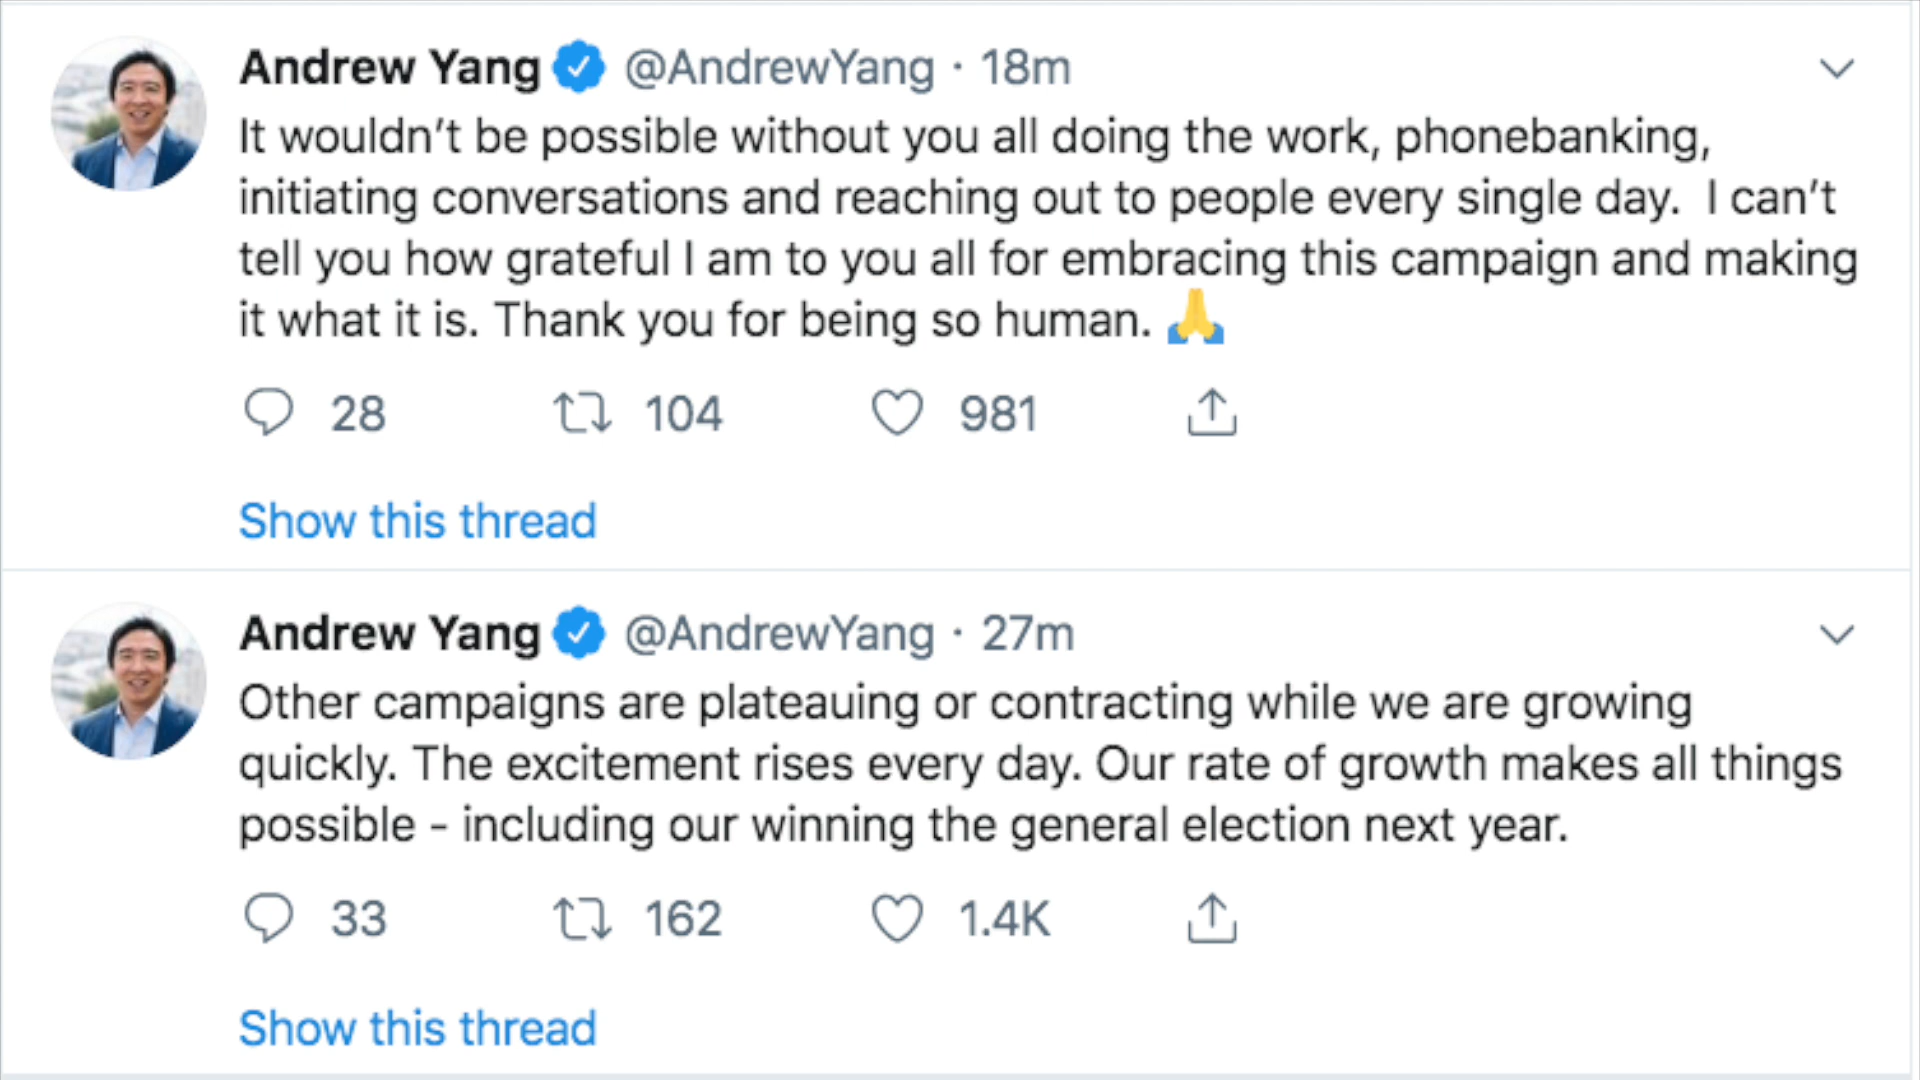 Andrew Yang @AndrewYang · 18m
It wouldn’t be possible without you all doing the work, phonebanking,
initiating conversations and reaching out to people every single day.  I can’t
tell you how grateful I am to you all for embracing this campaign and making
it what it is. Thank you for being so human. 🙏
28 104 981
Show this thread
Andrew Yang @AndrewYang · 27m
Other campaigns are plateauing or contracting while we are growing
quickly. The excitement rises every day. Our rate of growth makes all things
possible - including our winning the general election next year.
33 162 1.4K
Show this thread